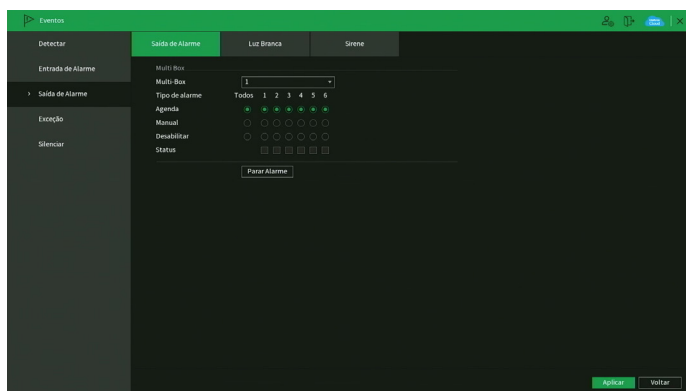 Eventos
Detectar
Entrada de Alarme
Saída de Alarme
Exceção
Silenciar
Saída de Alarme
Luz Branca
Sirene
Multi Box
Multi-Box 1
Tipo de alarme Todos 1 2 3 4 5 6
Agenda
Manual
Desabilitar
Status
Parar Alarme
Aplicar
Voltar